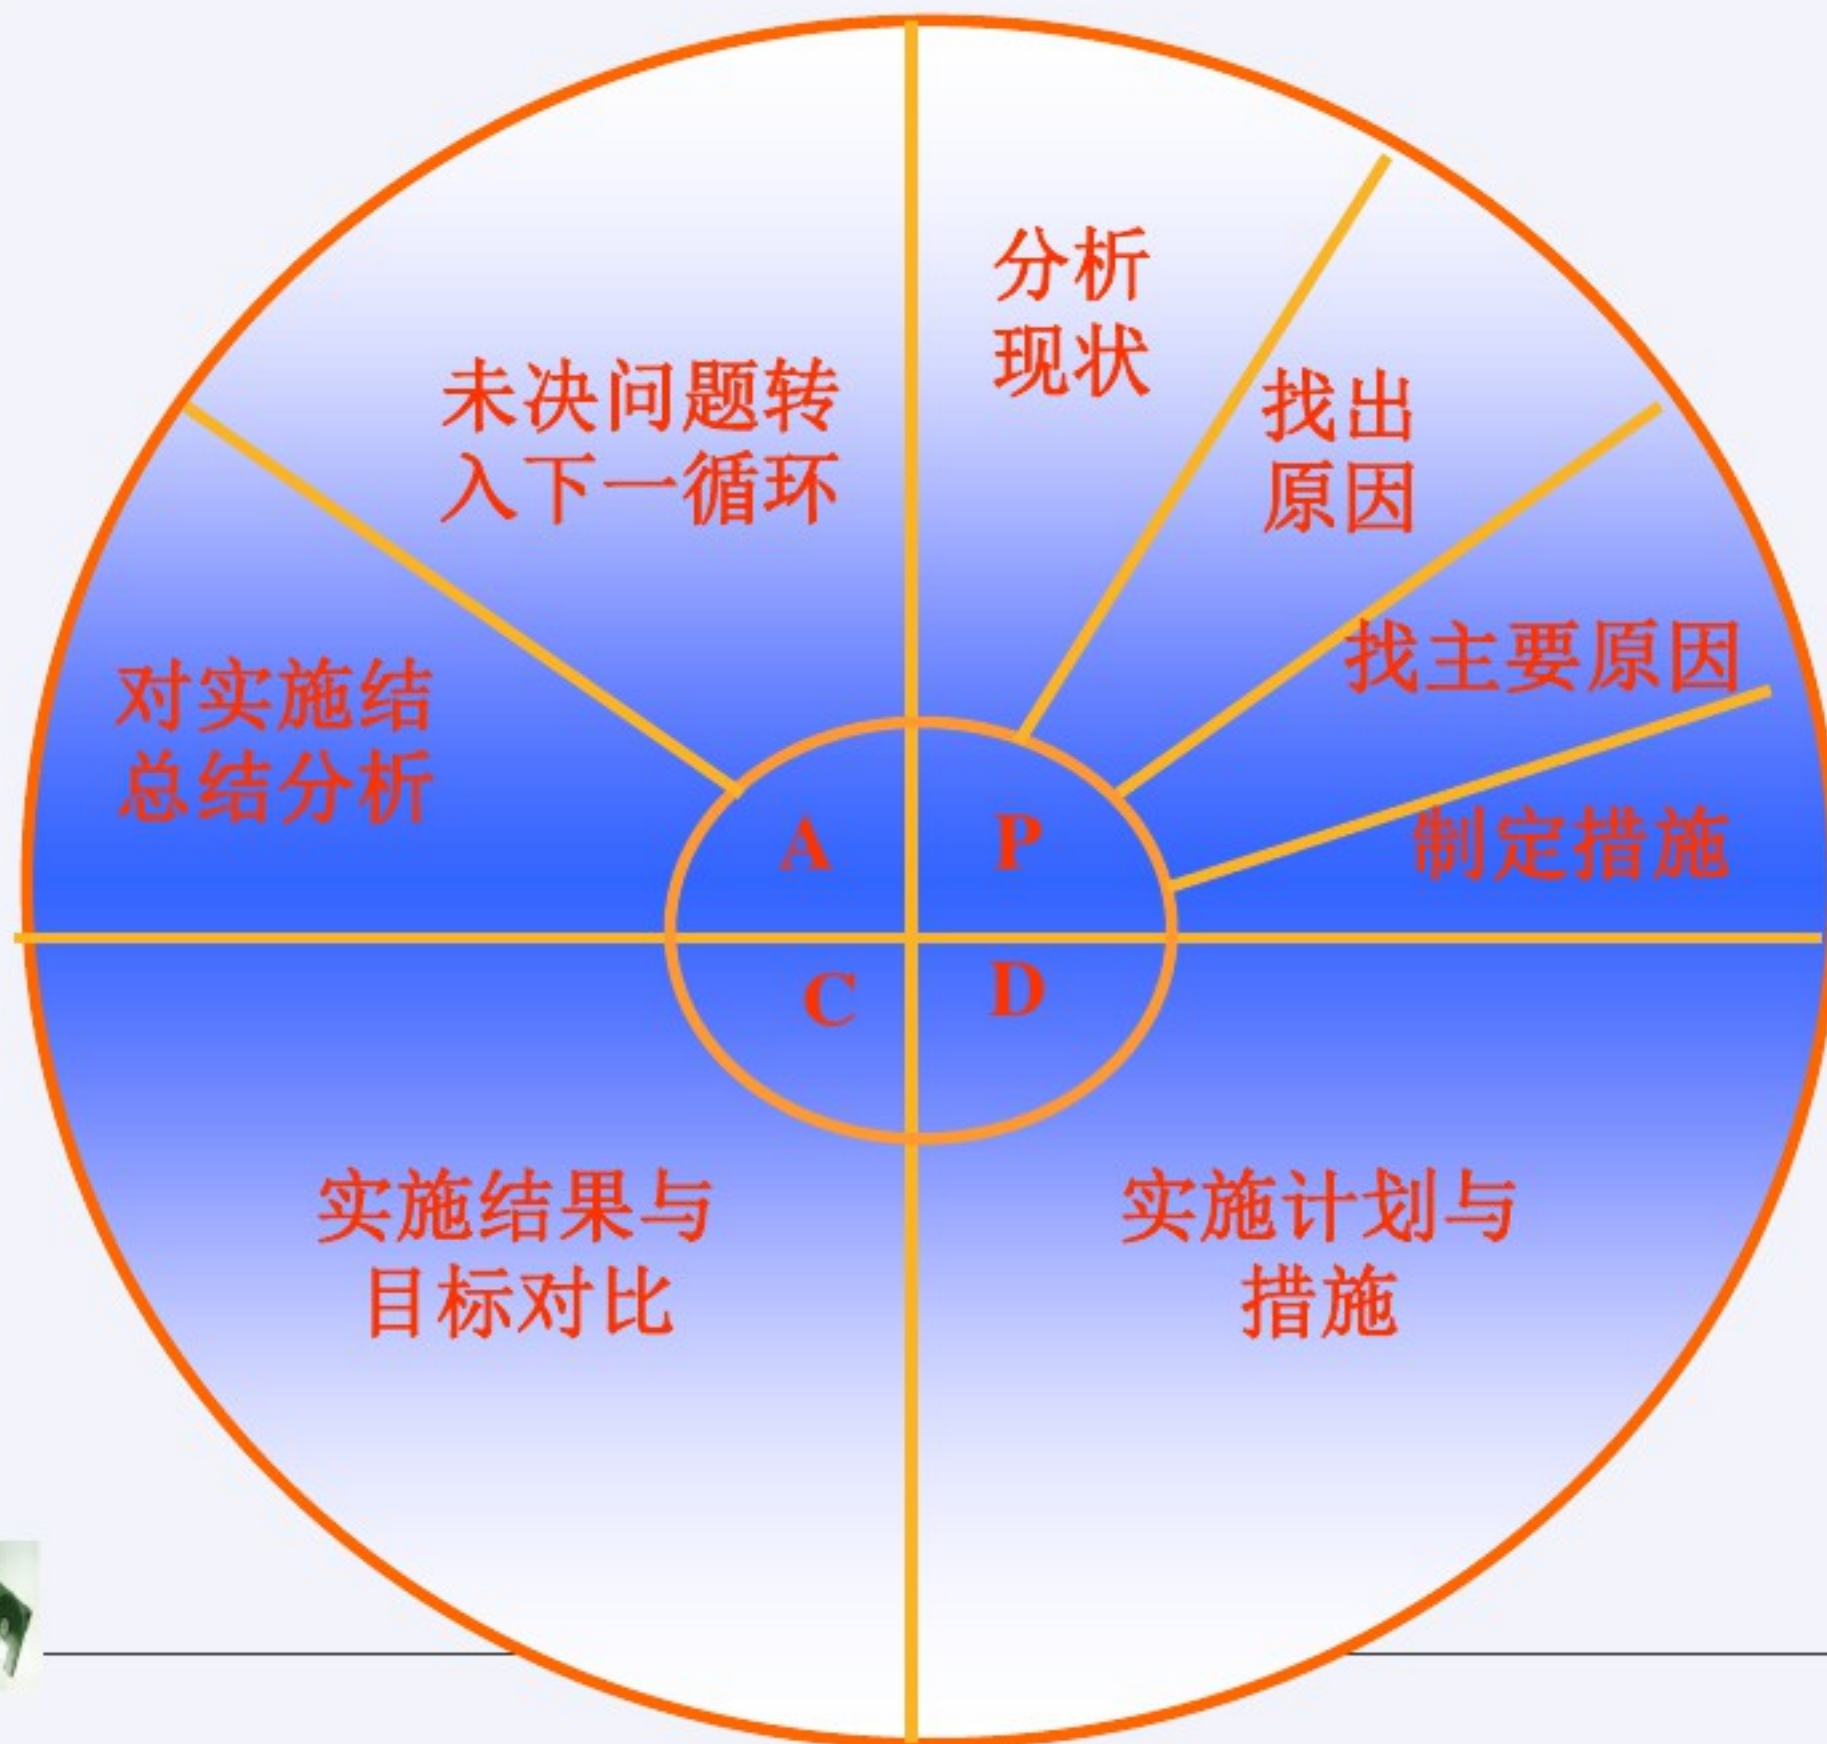 分析
现状
找出
原因
找主要原因
制定措施
未决问题转
入下一循环
对实施结
总结分析
A
P
C
D
实施结果与
目标对比
实施计划与
措施